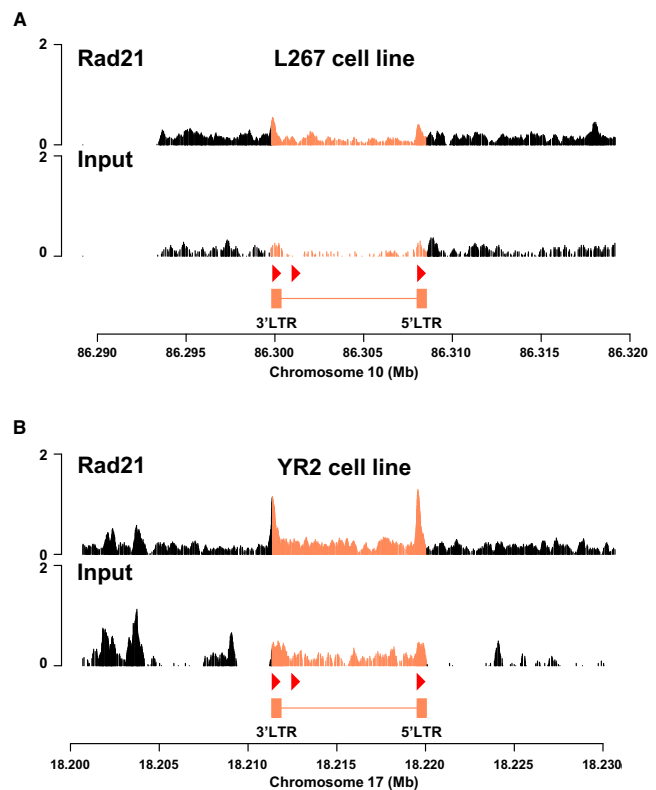 A
2
Rad21 L267 cell line
0
2
Input
0
3'LTR 5'LTR
86.290 86.295 86.300 86.305 86.310 86.315 86.320
Chromosome 10 (Mb)
B
2
Rad21 YR2 cell line
0
2
Input
0
3'LTR 5'LTR
18.200 18.205 18.210 18.215 18.220 18.225 18.230
Chromosome 17 (Mb)